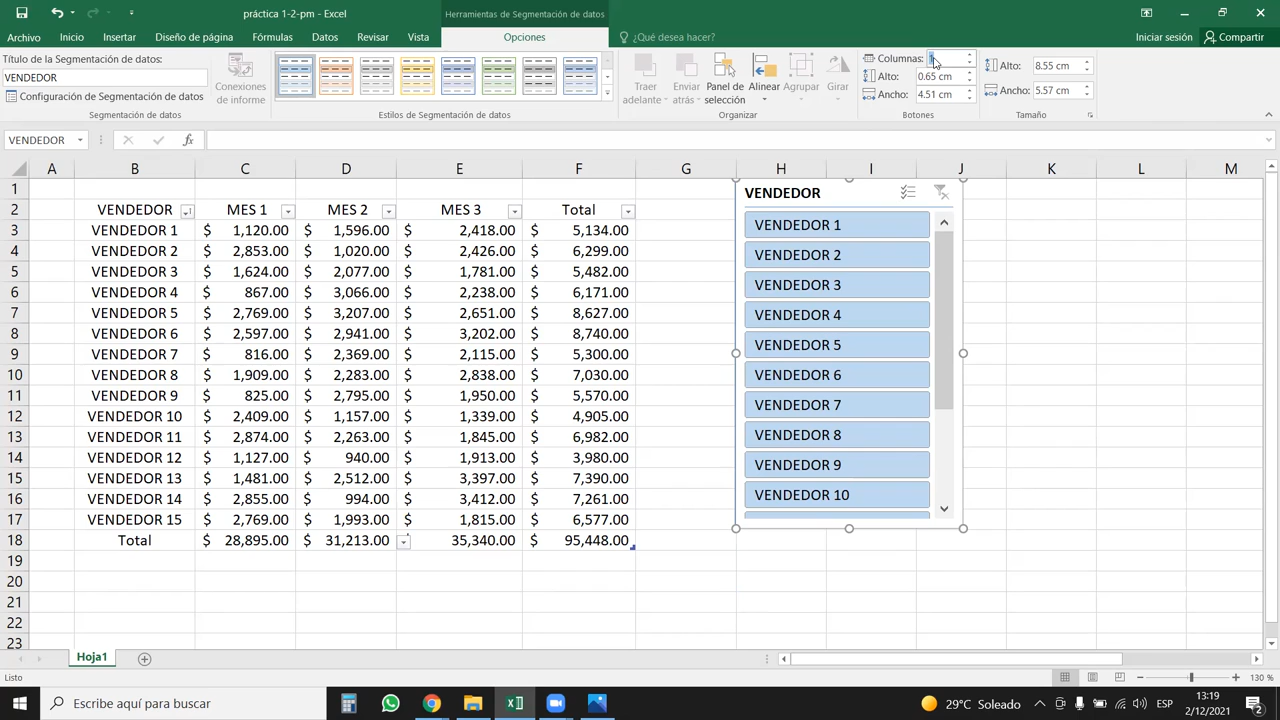 práctica 1-2-pm - Excel
Herramientas de Segmentación de datos
Archivo Inicio Insertar Diseño de página Fórmulas Datos Revisar Vista Opciones ¿Qué desea hacer? Iniciar sesión Compartir
Título de la Segmentación de datos:
VENDEDOR
Configuración de Segmentación de datos
Segmentación de datos
Conexiones de informe
Estilos de Segmentación de datos
Traer adelante
Enviar atrás
Panel de selección
Alinear
Agrupar
Girar
Organizar
Columnas:
Alto: 0.65 cm
Ancho: 4.51 cm
Botones
Alto: 8.55 cm
Ancho: 5.57 cm
Tamaño
VENDEDOR fx
A B C D E F G H I J K L M
1
2 VENDEDOR MES 1 MES 2 MES 3 Total
3 VENDEDOR 1 $ 1,120.00 $ 1,596.00 $ 2,418.00 $ 5,134.00
4 VENDEDOR 2 $ 2,853.00 $ 1,020.00 $ 2,426.00 $ 6,299.00
5 VENDEDOR 3 $ 1,624.00 $ 2,077.00 $ 1,781.00 $ 5,482.00
6 VENDEDOR 4 $ 867.00 $ 3,066.00 $ 2,238.00 $ 6,171.00
7 VENDEDOR 5 $ 2,769.00 $ 3,207.00 $ 2,651.00 $ 8,627.00
8 VENDEDOR 6 $ 2,597.00 $ 2,941.00 $ 3,202.00 $ 8,740.00
9 VENDEDOR 7 $ 816.00 $ 2,369.00 $ 2,115.00 $ 5,300.00
10 VENDEDOR 8 $ 1,909.00 $ 2,283.00 $ 2,838.00 $ 7,030.00
11 VENDEDOR 9 $ 825.00 $ 2,795.00 $ 1,950.00 $ 5,570.00
12 VENDEDOR 10 $ 2,409.00 $ 1,157.00 $ 1,339.00 $ 4,905.00
13 VENDEDOR 11 $ 2,874.00 $ 2,263.00 $ 1,845.00 $ 6,982.00
14 VENDEDOR 12 $ 1,127.00 $ 940.00 $ 1,913.00 $ 3,980.00
15 VENDEDOR 13 $ 1,481.00 $ 2,512.00 $ 3,397.00 $ 7,390.00
16 VENDEDOR 14 $ 2,855.00 $ 994.00 $ 3,412.00 $ 7,261.00
17 VENDEDOR 15 $ 2,769.00 $ 1,993.00 $ 1,815.00 $ 6,577.00
18 Total $ 28,895.00 $ 31,213.00 35,340.00 $ 95,448.00
19
20
21
22
23
VENDEDOR
VENDEDOR 1
VENDEDOR 2
VENDEDOR 3
VENDEDOR 4
VENDEDOR 5
VENDEDOR 6
VENDEDOR 7
VENDEDOR 8
VENDEDOR 9
VENDEDOR 10
Hoja1
Listo
130 %
Escribe aquí para buscar
29°C Soleado
ESP
13:19
2/12/2021
2